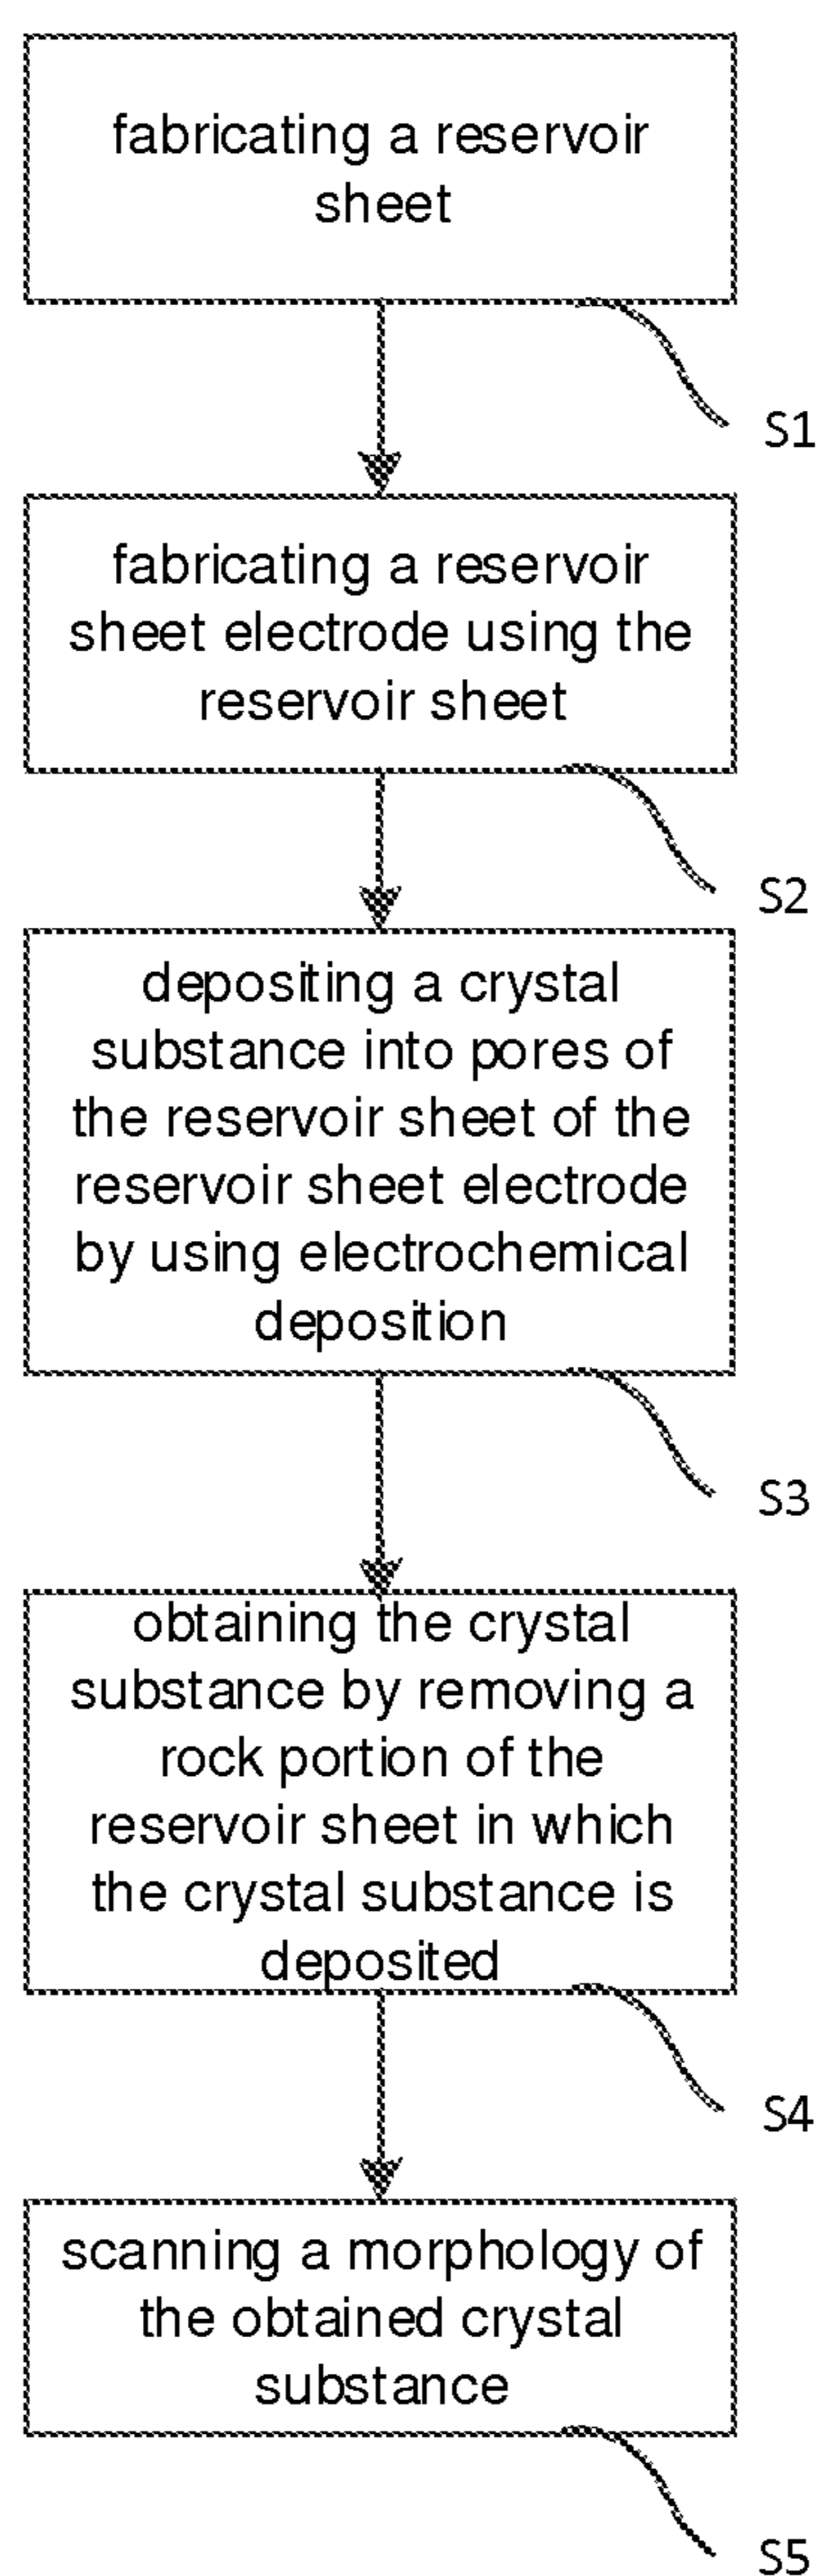 fabricating a reservoir
sheet
S1
fabricating a reservoir
sheet electrode using the
reservoir sheet
S2
depositing a crystal
substance into pores of
the reservoir sheet of the
reservoir sheet electrode
by using electrochemical
deposition
S3
obtaining the crystal
substance by removing a
rock portion of the
reservoir sheet in which
the crystal substance is
deposited
S4
scanning a morphology of
the obtained crystal
substance
S5